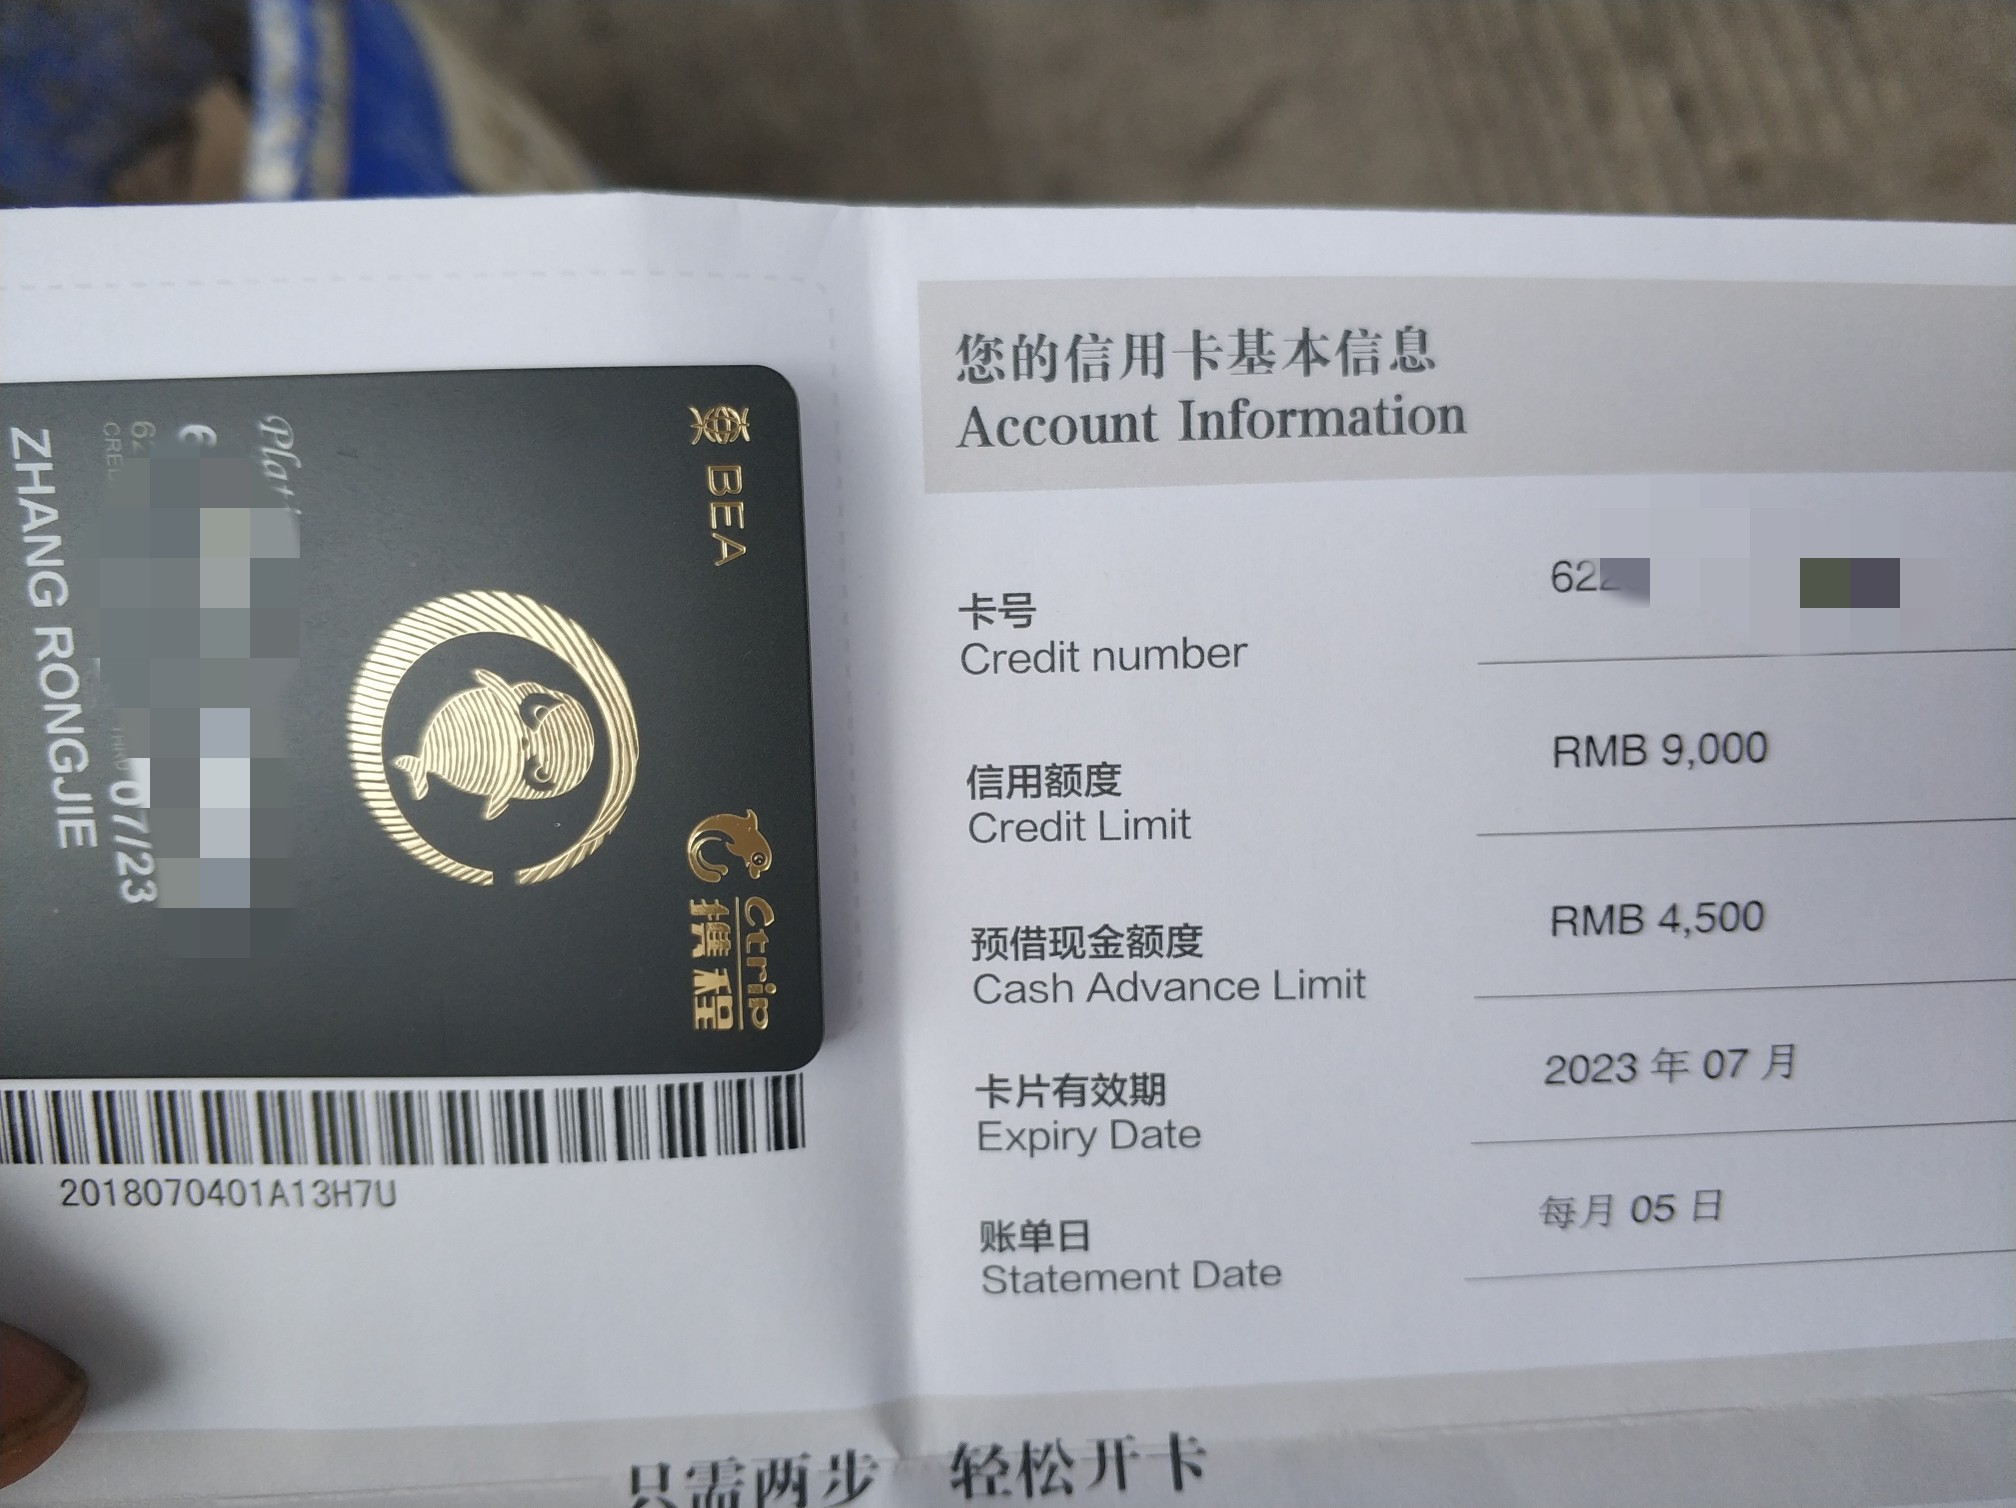 BEA
Ctrip
携程
ZHANG RONGJIE
07/23
2018070401A13H7U
您的信用卡基本信息
Account Information
卡号
Credit number
622
信用额度
Credit Limit
RMB 9,000
预借现金额度
Cash Advance Limit
RMB 4,500
卡片有效期
Expiry Date
2023 年 07 月
账单日
Statement Date
每月 05 日
只需两步 轻松开卡